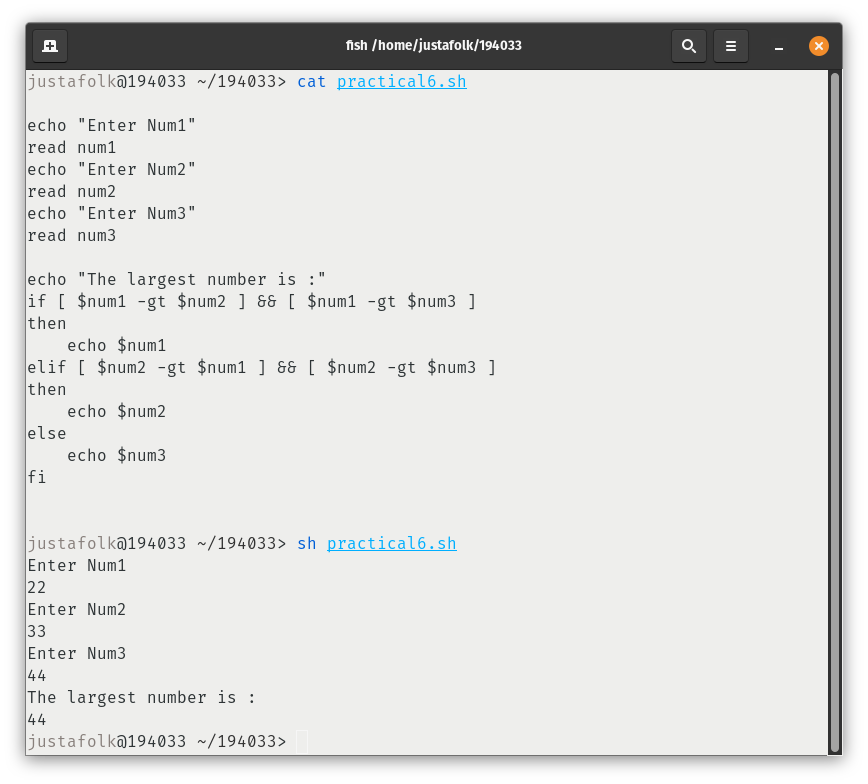 fish /home/justafolk/194033
justafolk@194033 ~/194033> cat practical6.sh
echo "Enter Num1"
read num1
echo "Enter Num2"
read num2
echo "Enter Num3"
read num3
echo "The largest number is :"
if [ $num1 -gt $num2 ] && [ $num1 -gt $num3 ]
then
    echo $num1
elif [ $num2 -gt $num1 ] && [ $num2 -gt $num3 ]
then
    echo $num2
else
    echo $num3
fi
justafolk@194033 ~/194033> sh practical6.sh
Enter Num1
22
Enter Num2
33
Enter Num3
44
The largest number is :
44
justafolk@194033 ~/194033>